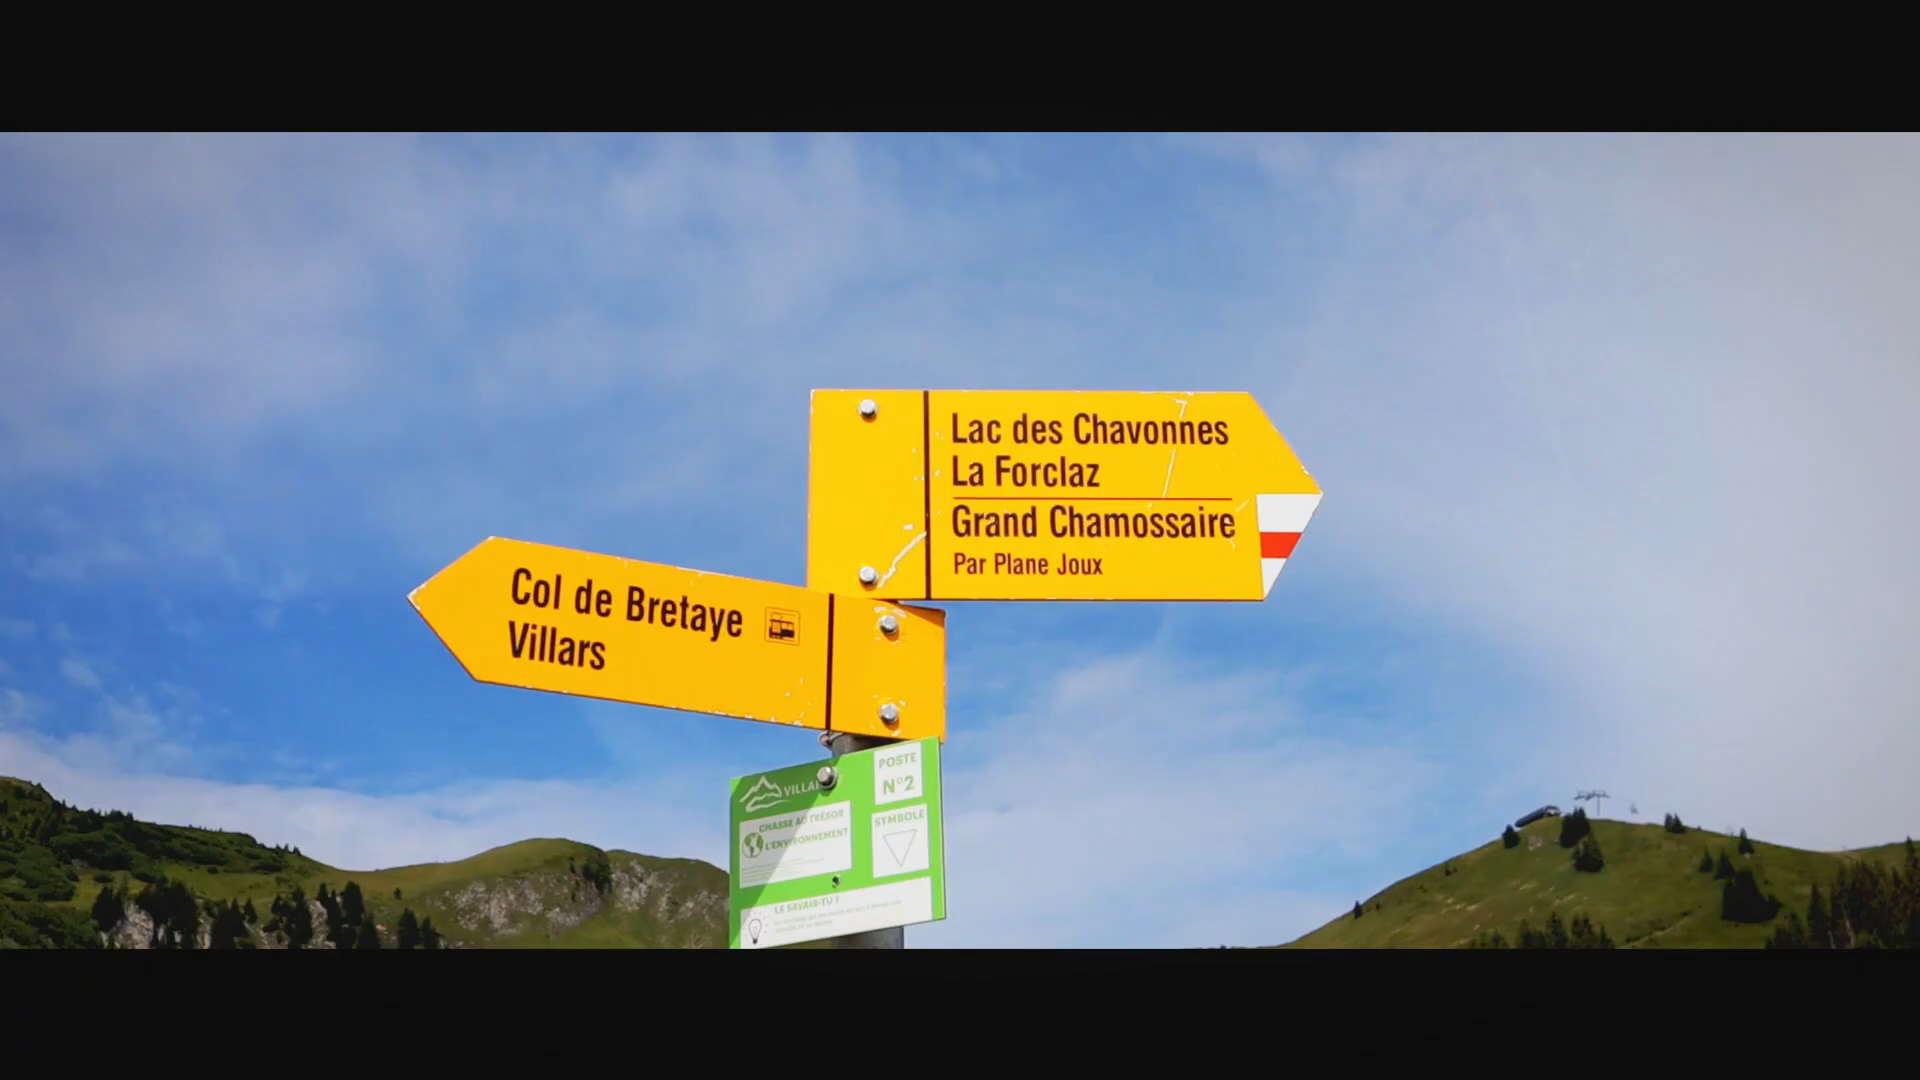 Lac des Chavonnes
La Forclaz
Grand Chamossaire
Par Plane Joux
Col de Bretaye
Villars
POSTE
N°2
CHASSE AU TRÉSOR
L'ENVIRONNEMENT
SYMBOLE
LE SAVAIS-TU ?